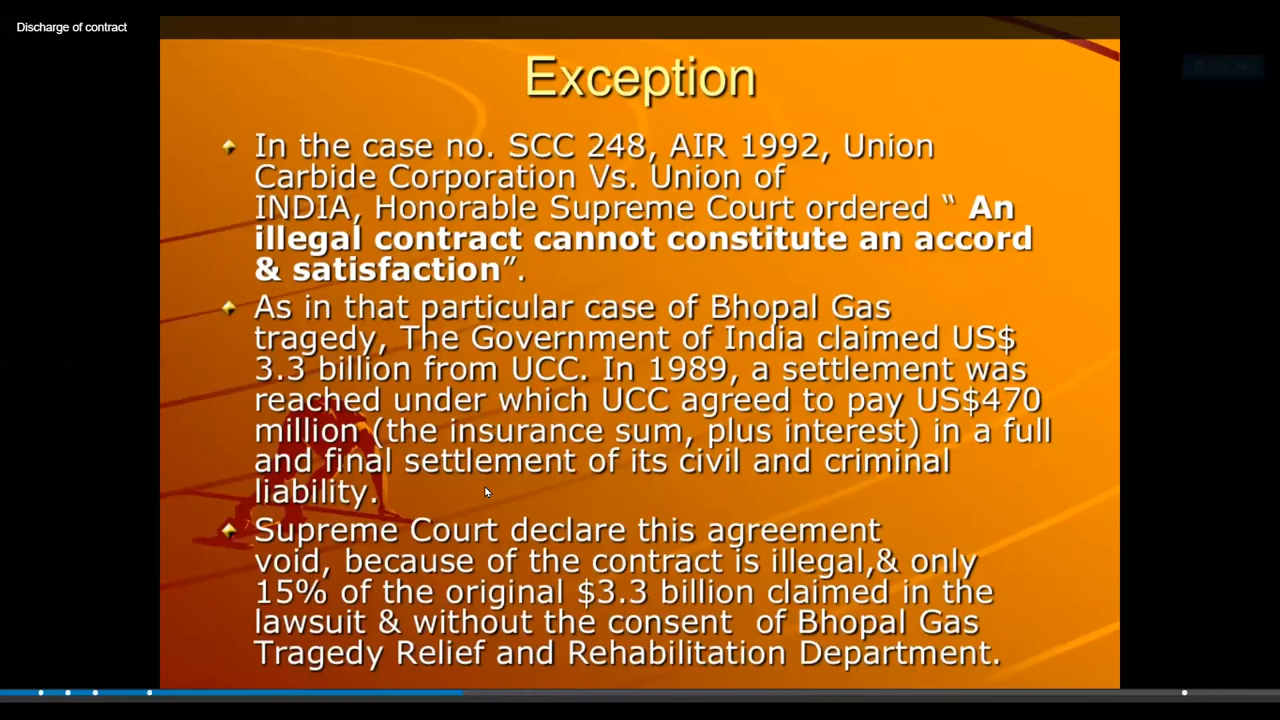 Discharge of contract
Exception
In the case no. SCC 248, AIR 1992, Union
Carbide Corporation Vs. Union of
INDIA, Honorable Supreme Court ordered “ An
illegal contract cannot constitute an accord
& satisfaction”.
As in that particular case of Bhopal Gas
tragedy, The Government of India claimed US$
3.3 billion from UCC. In 1989, a settlement was
reached under which UCC agreed to pay US$470
million (the insurance sum, plus interest) in a full
and final settlement of its civil and criminal
liability.
Supreme Court declare this agreement
void, because of the contract is illegal,& only
15% of the original $3.3 billion claimed in the
lawsuit & without the consent  of Bhopal Gas
Tragedy Relief and Rehabilitation Department.